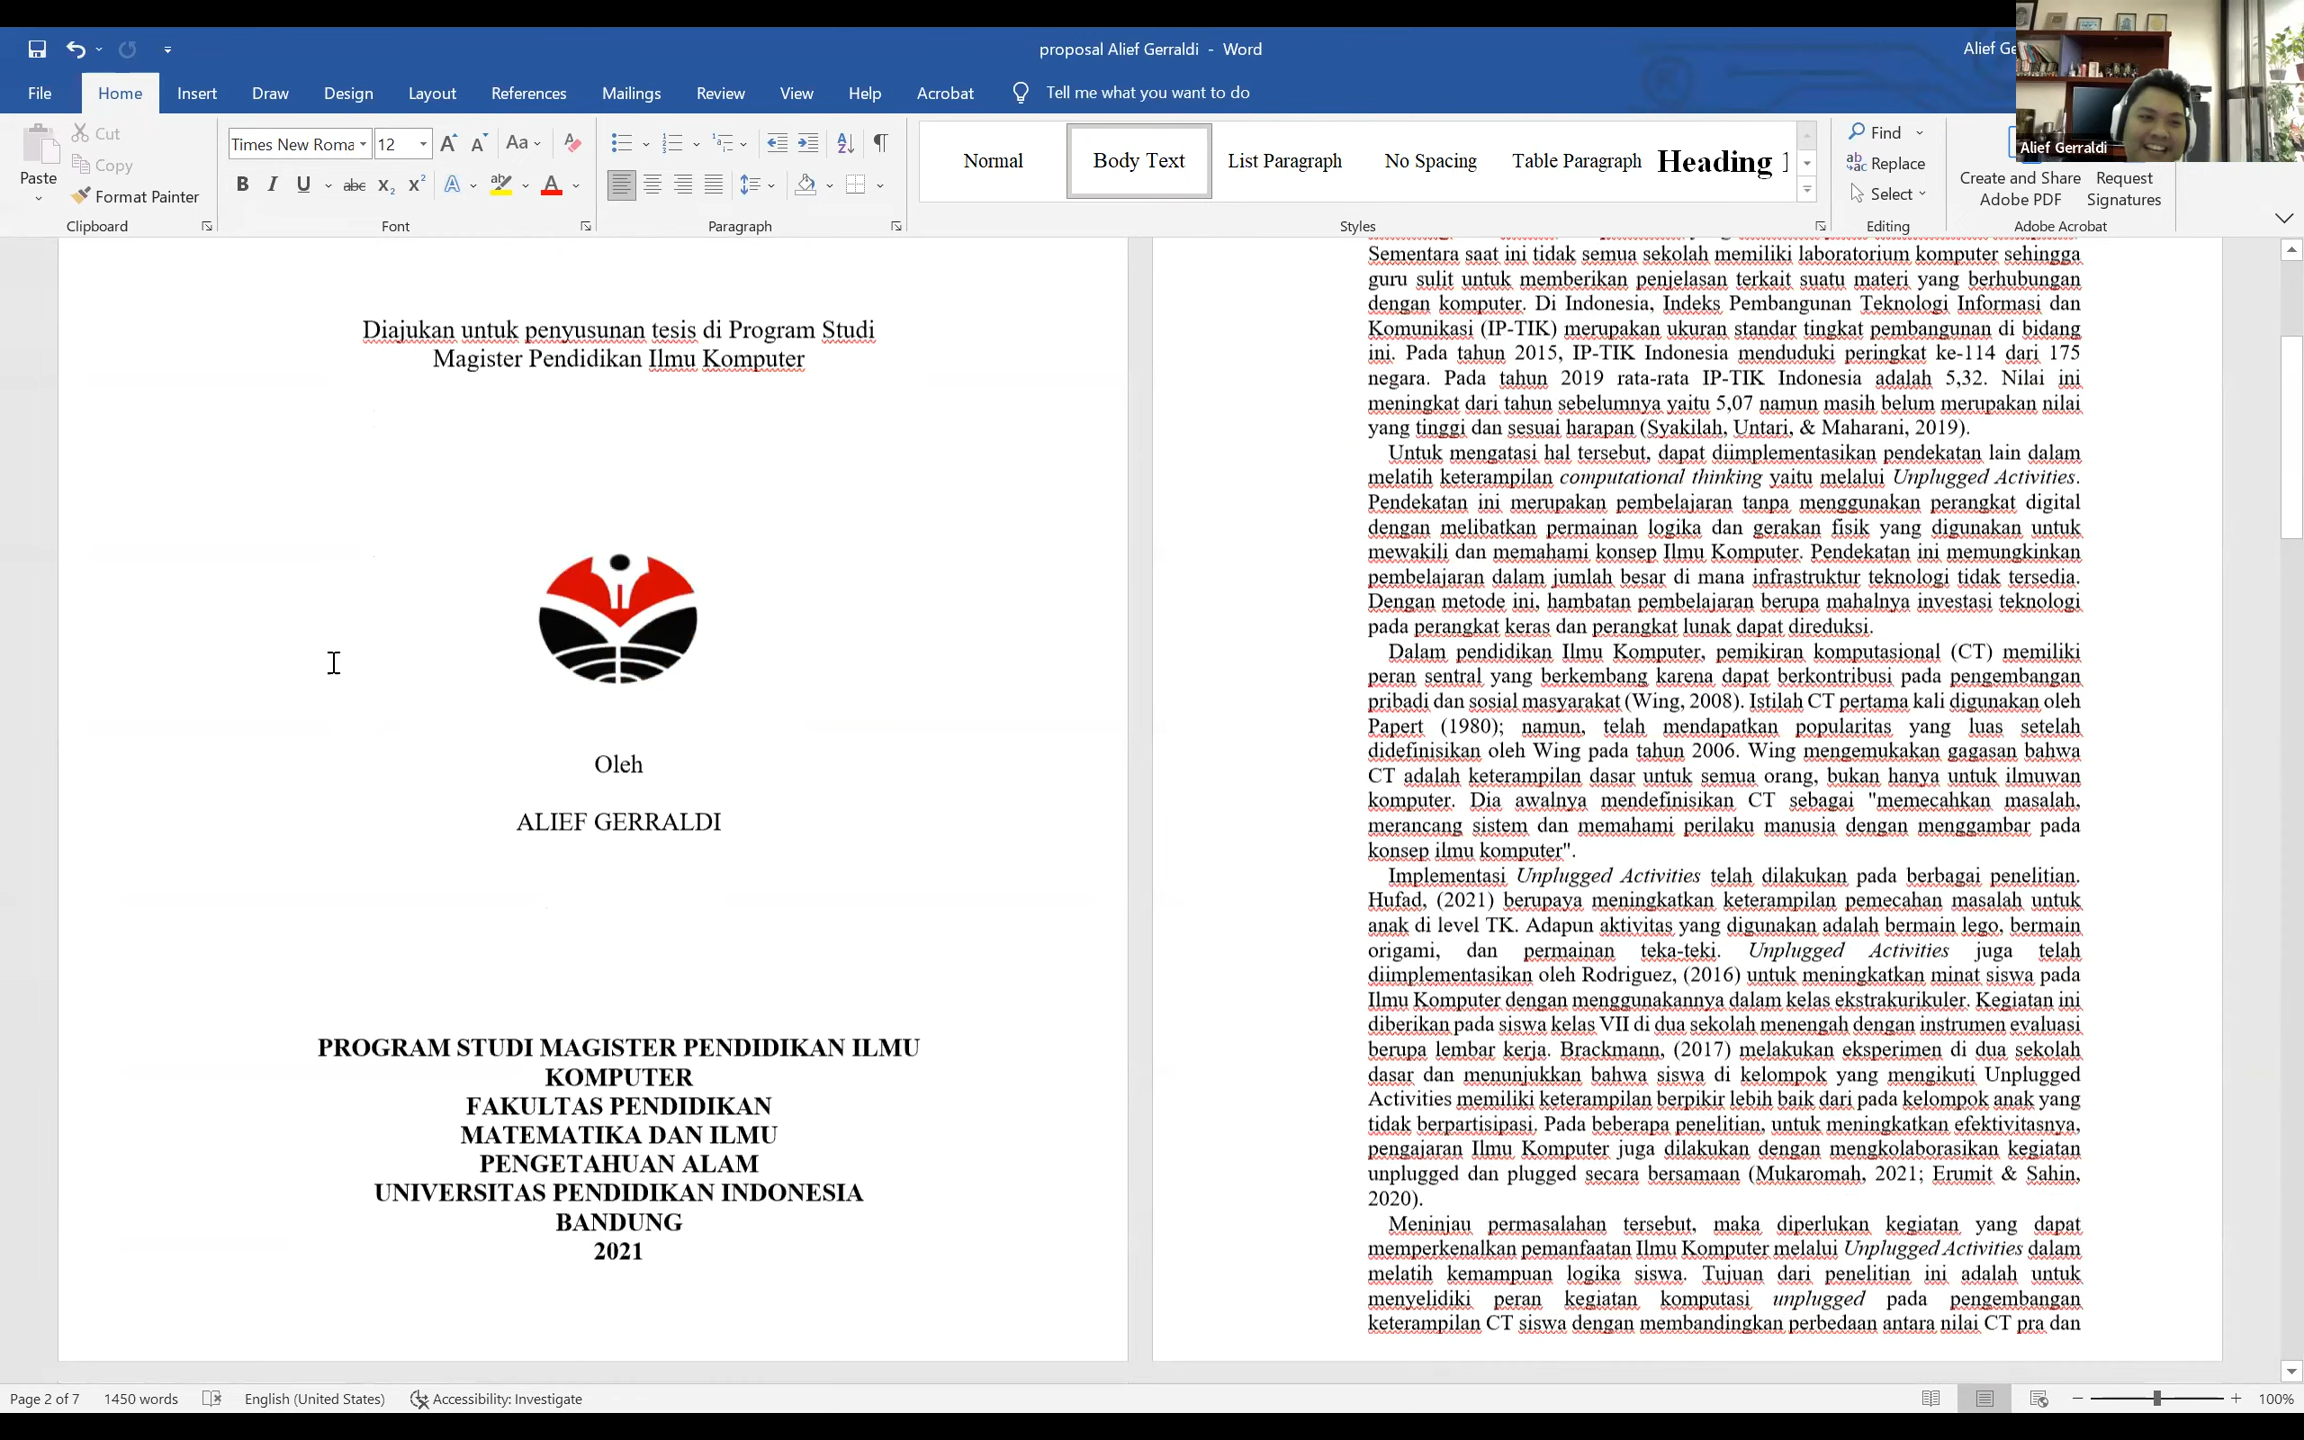 proposal Alief Gerraldi - Word
Alief Ge
Alief Gerraldi
File Home Insert Draw Design Layout References Mailings Review View Help Acrobat Tell me what you want to do
Paste
Cut
Copy
Format Painter
Clipboard
Times New Roma 12
Font
Paragraph
Normal
Body Text
List Paragraph
No Spacing
Table Paragraph
Heading 1
Styles
Find
Replace
Select
Editing
Create and Share
Adobe PDF
Request
Signatures
Adobe Acrobat
Diajukan untuk penyusunan tesis di Program Studi
Magister Pendidikan Ilmu Komputer
Oleh
ALIEF GERRALDI
PROGRAM STUDI MAGISTER PENDIDIKAN ILMU
KOMPUTER
FAKULTAS PENDIDIKAN
MATEMATIKA DAN ILMU
PENGETAHUAN ALAM
UNIVERSITAS PENDIDIKAN INDONESIA
BANDUNG
2021
Sementara saat ini tidak semua sekolah memiliki laboratorium komputer sehingga
guru sulit untuk memberikan penjelasan terkait suatu materi yang berhubungan
dengan komputer. Di Indonesia, Indeks Pembangunan Teknologi Informasi dan
Komunikasi (IP-TIK) merupakan ukuran standar tingkat pembangunan di bidang
ini. Pada tahun 2015, IP-TIK Indonesia menduduki peringkat ke-114 dari 175
negara. Pada tahun 2019 rata-rata IP-TIK Indonesia adalah 5,32. Nilai ini
meningkat dari tahun sebelumnya yaitu 5,07 namun masih belum merupakan nilai
yang tinggi dan sesuai harapan (Syakilah, Untari, & Maharani, 2019).
Untuk mengatasi hal tersebut, dapat diimplementasikan pendekatan lain dalam
melatih keterampilan computational thinking yaitu melalui Unplugged Activities.
Pendekatan ini merupakan pembelajaran tanpa menggunakan perangkat digital
dengan melibatkan permainan logika dan gerakan fisik yang digunakan untuk
mewakili dan memahami konsep Ilmu Komputer. Pendekatan ini memungkinkan
pembelajaran dalam jumlah besar di mana infrastruktur teknologi tidak tersedia.
Dengan metode ini, hambatan pembelajaran berupa mahalnya investasi teknologi
pada perangkat keras dan perangkat lunak dapat direduksi.
Dalam pendidikan Ilmu Komputer, pemikiran komputasional (CT) memiliki
peran sentral yang berkembang karena dapat berkontribusi pada pengembangan
pribadi dan sosial masyarakat (Wing, 2008). Istilah CT pertama kali digunakan oleh
Papert (1980); namun, telah mendapatkan popularitas yang luas setelah
didefinisikan oleh Wing pada tahun 2006. Wing mengemukakan gagasan bahwa
CT adalah keterampilan dasar untuk semua orang, bukan hanya untuk ilmuwan
komputer. Dia awalnya mendefinisikan CT sebagai "memecahkan masalah,
merancang sistem dan memahami perilaku manusia dengan menggambar pada
konsep ilmu komputer".
Implementasi Unplugged Activities telah dilakukan pada berbagai penelitian.
Hufad, (2021) berupaya meningkatkan keterampilan pemecahan masalah untuk
anak di level TK. Adapun aktivitas yang digunakan adalah bermain lego, bermain
origami, dan permainan teka-teki. Unplugged Activities juga telah
diimplementasikan oleh Rodriguez, (2016) untuk meningkatkan minat siswa pada
Ilmu Komputer dengan menggunakannya dalam kelas ekstrakurikuler. Kegiatan ini
diberikan pada siswa kelas VII di dua sekolah menengah dengan instrumen evaluasi
berupa lembar kerja. Brackmann, (2017) melakukan eksperimen di dua sekolah
dasar dan menunjukkan bahwa siswa di kelompok yang mengikuti Unplugged
Activities memiliki keterampilan berpikir lebih baik dari pada kelompok anak yang
tidak berpartisipasi. Pada beberapa penelitian, untuk meningkatkan efektivitasnya,
pengajaran Ilmu Komputer juga dilakukan dengan mengkolaborasikan kegiatan
unplugged dan plugged secara bersamaan (Mukaromah, 2021; Erumit & Sahin,
2020).
Meninjau permasalahan tersebut, maka diperlukan kegiatan yang dapat
memperkenalkan pemanfaatan Ilmu Komputer melalui Unplugged Activities dalam
melatih kemampuan logika siswa. Tujuan dari penelitian ini adalah untuk
menyelidiki peran kegiatan komputasi unplugged pada pengembangan
keterampilan CT siswa dengan membandingkan perbedaan antara nilai CT pra dan
Page 2 of 7 1450 words English (United States) Accessibility: Investigate 100%